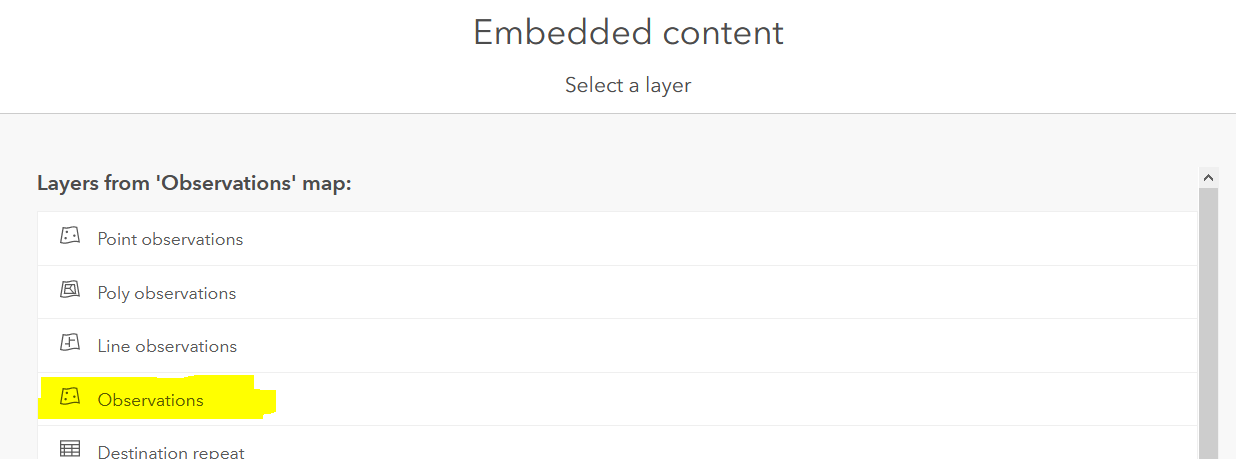 Embedded content
Select a layer
Layers from 'Observations' map:
Point observations
Poly observations
Line observations
Observations
Destination repeat